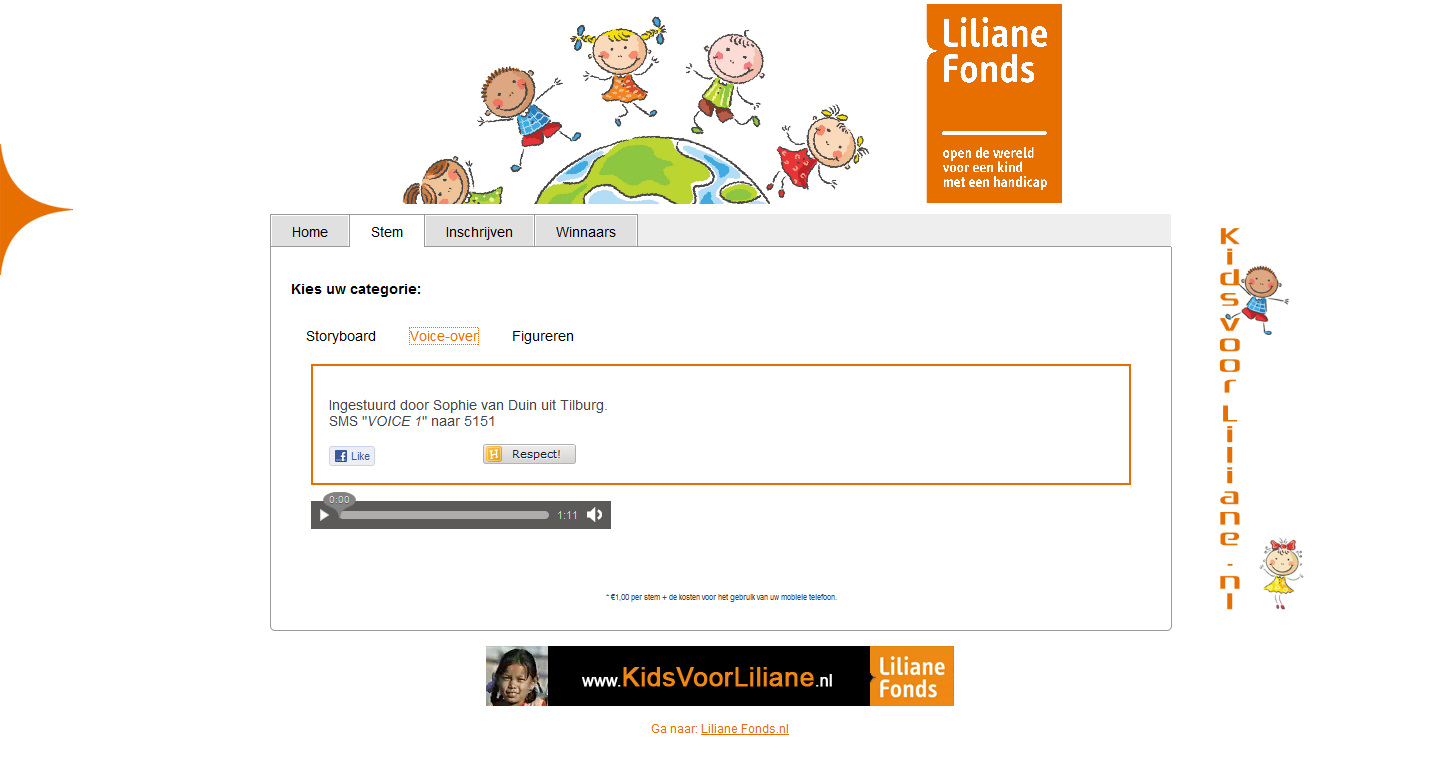 Liliane
Fonds
open de wereld
voor een kind
met een handicap
Home
Stem
Inschrijven
Winnaars
Kies uw categorie:
Storyboard
Voice-over
Figureren
Ingestuurd door Sophie van Duin uit Tilburg.
SMS "VOICE 1" naar 5151
Like
H Respect!
0:00
1:11
* €1,00 per stem + de kosten voor het gebruik van uw mobiele telefoon.
KidsvoorLiliane.nl
www.KidsVoorLiliane.nl
Liliane
Fonds
Ga naar: Liliane Fonds.nl